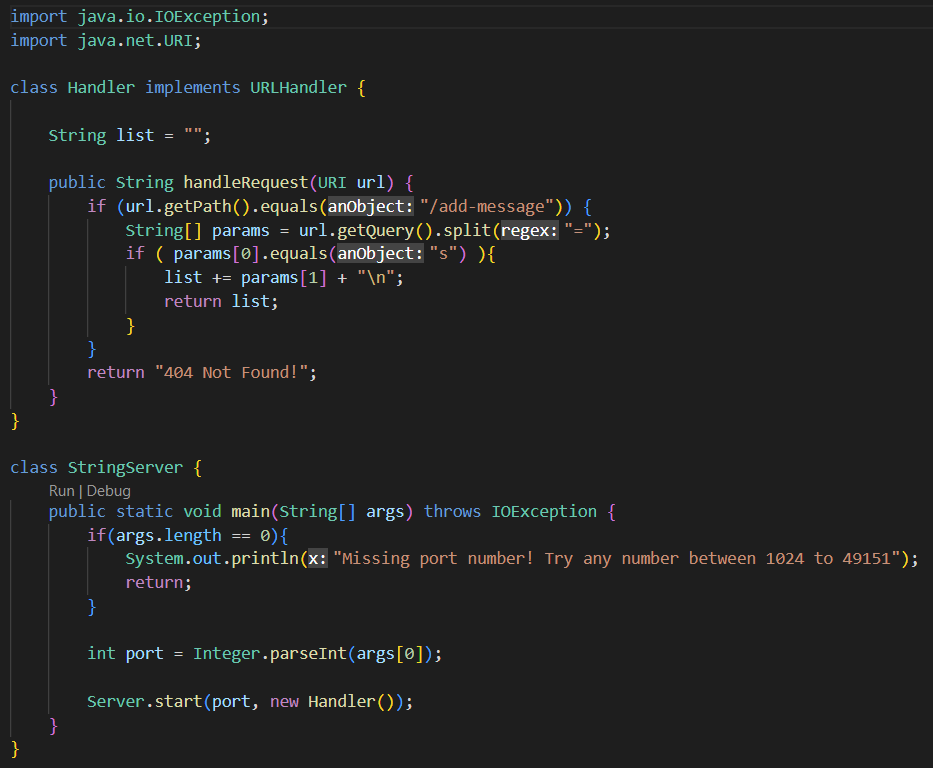 import java.io.IOException;
import java.net.URI;
class Handler implements URLHandler {
String list = "";
public String handleRequest(URI url) {
if (url.getPath().equals(anObject: "/add-message")) {
String[] params = url.getQuery().split(regex: "=");
if ( params[0].equals(anObject: "s") ){
list += params[1] + "\n";
return list;
}
}
return "404 Not Found!";
}
}
class StringServer {
Run | Debug
public static void main(String[] args) throws IOException {
if(args.length == 0){
System.out.println(x: "Missing port number! Try any number between 1024 to 49151");
return;
}
int port = Integer.parseInt(args[0]);
Server.start(port, new Handler());
}
}